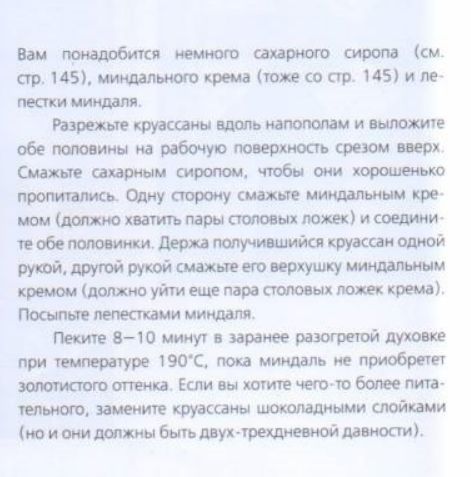 Вам понадобится немного сахарного сиропа (см.
стр. 145), миндального крема (тоже со стр. 145) и ле-
пестки миндаля.
Разрежьте круассаны вдоль напополам и выложите
обе половины на рабочую поверхность срезом вверх.
Смажьте сахарным сиропом, чтобы они хорошенько
пропитались. Одну сторону смажьте миндальным кре-
мом (должно хватить пары столовых ложек) и соедини-
те обе половинки. Держа получившийся круассан одной
рукой, другой рукой смажьте его верхушку миндальным
кремом (должно уйти еще пара столовых ложек крема).
Посыпьте лепестками миндаля.
Пеките 8—10 минут в заранее разогретой духовке
при температуре 190°С, пока миндаль не приобретет
золотистого оттенка. Если вы хотите чего-то более пита-
тельного, замените круассаны шоколадными слойками
(но и они должны быть двух-трехдневной давности).